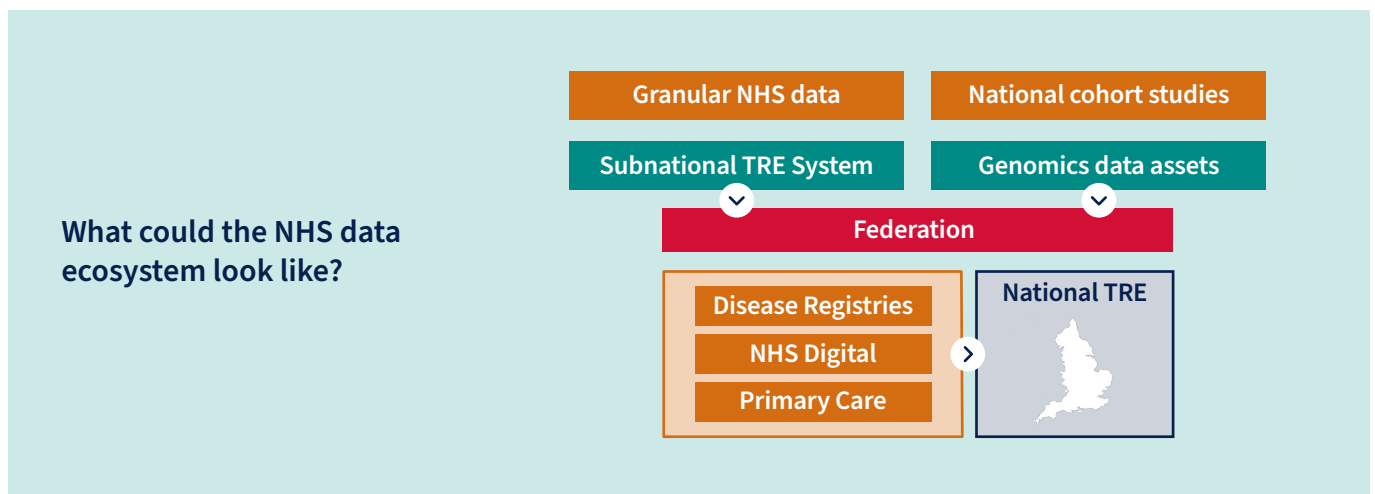 What could the NHS data
ecosystem look like?
Granular NHS data
National cohort studies
Subnational TRE System
Genomics data assets
Federation
Disease Registries
NHS Digital
Primary Care
National TRE